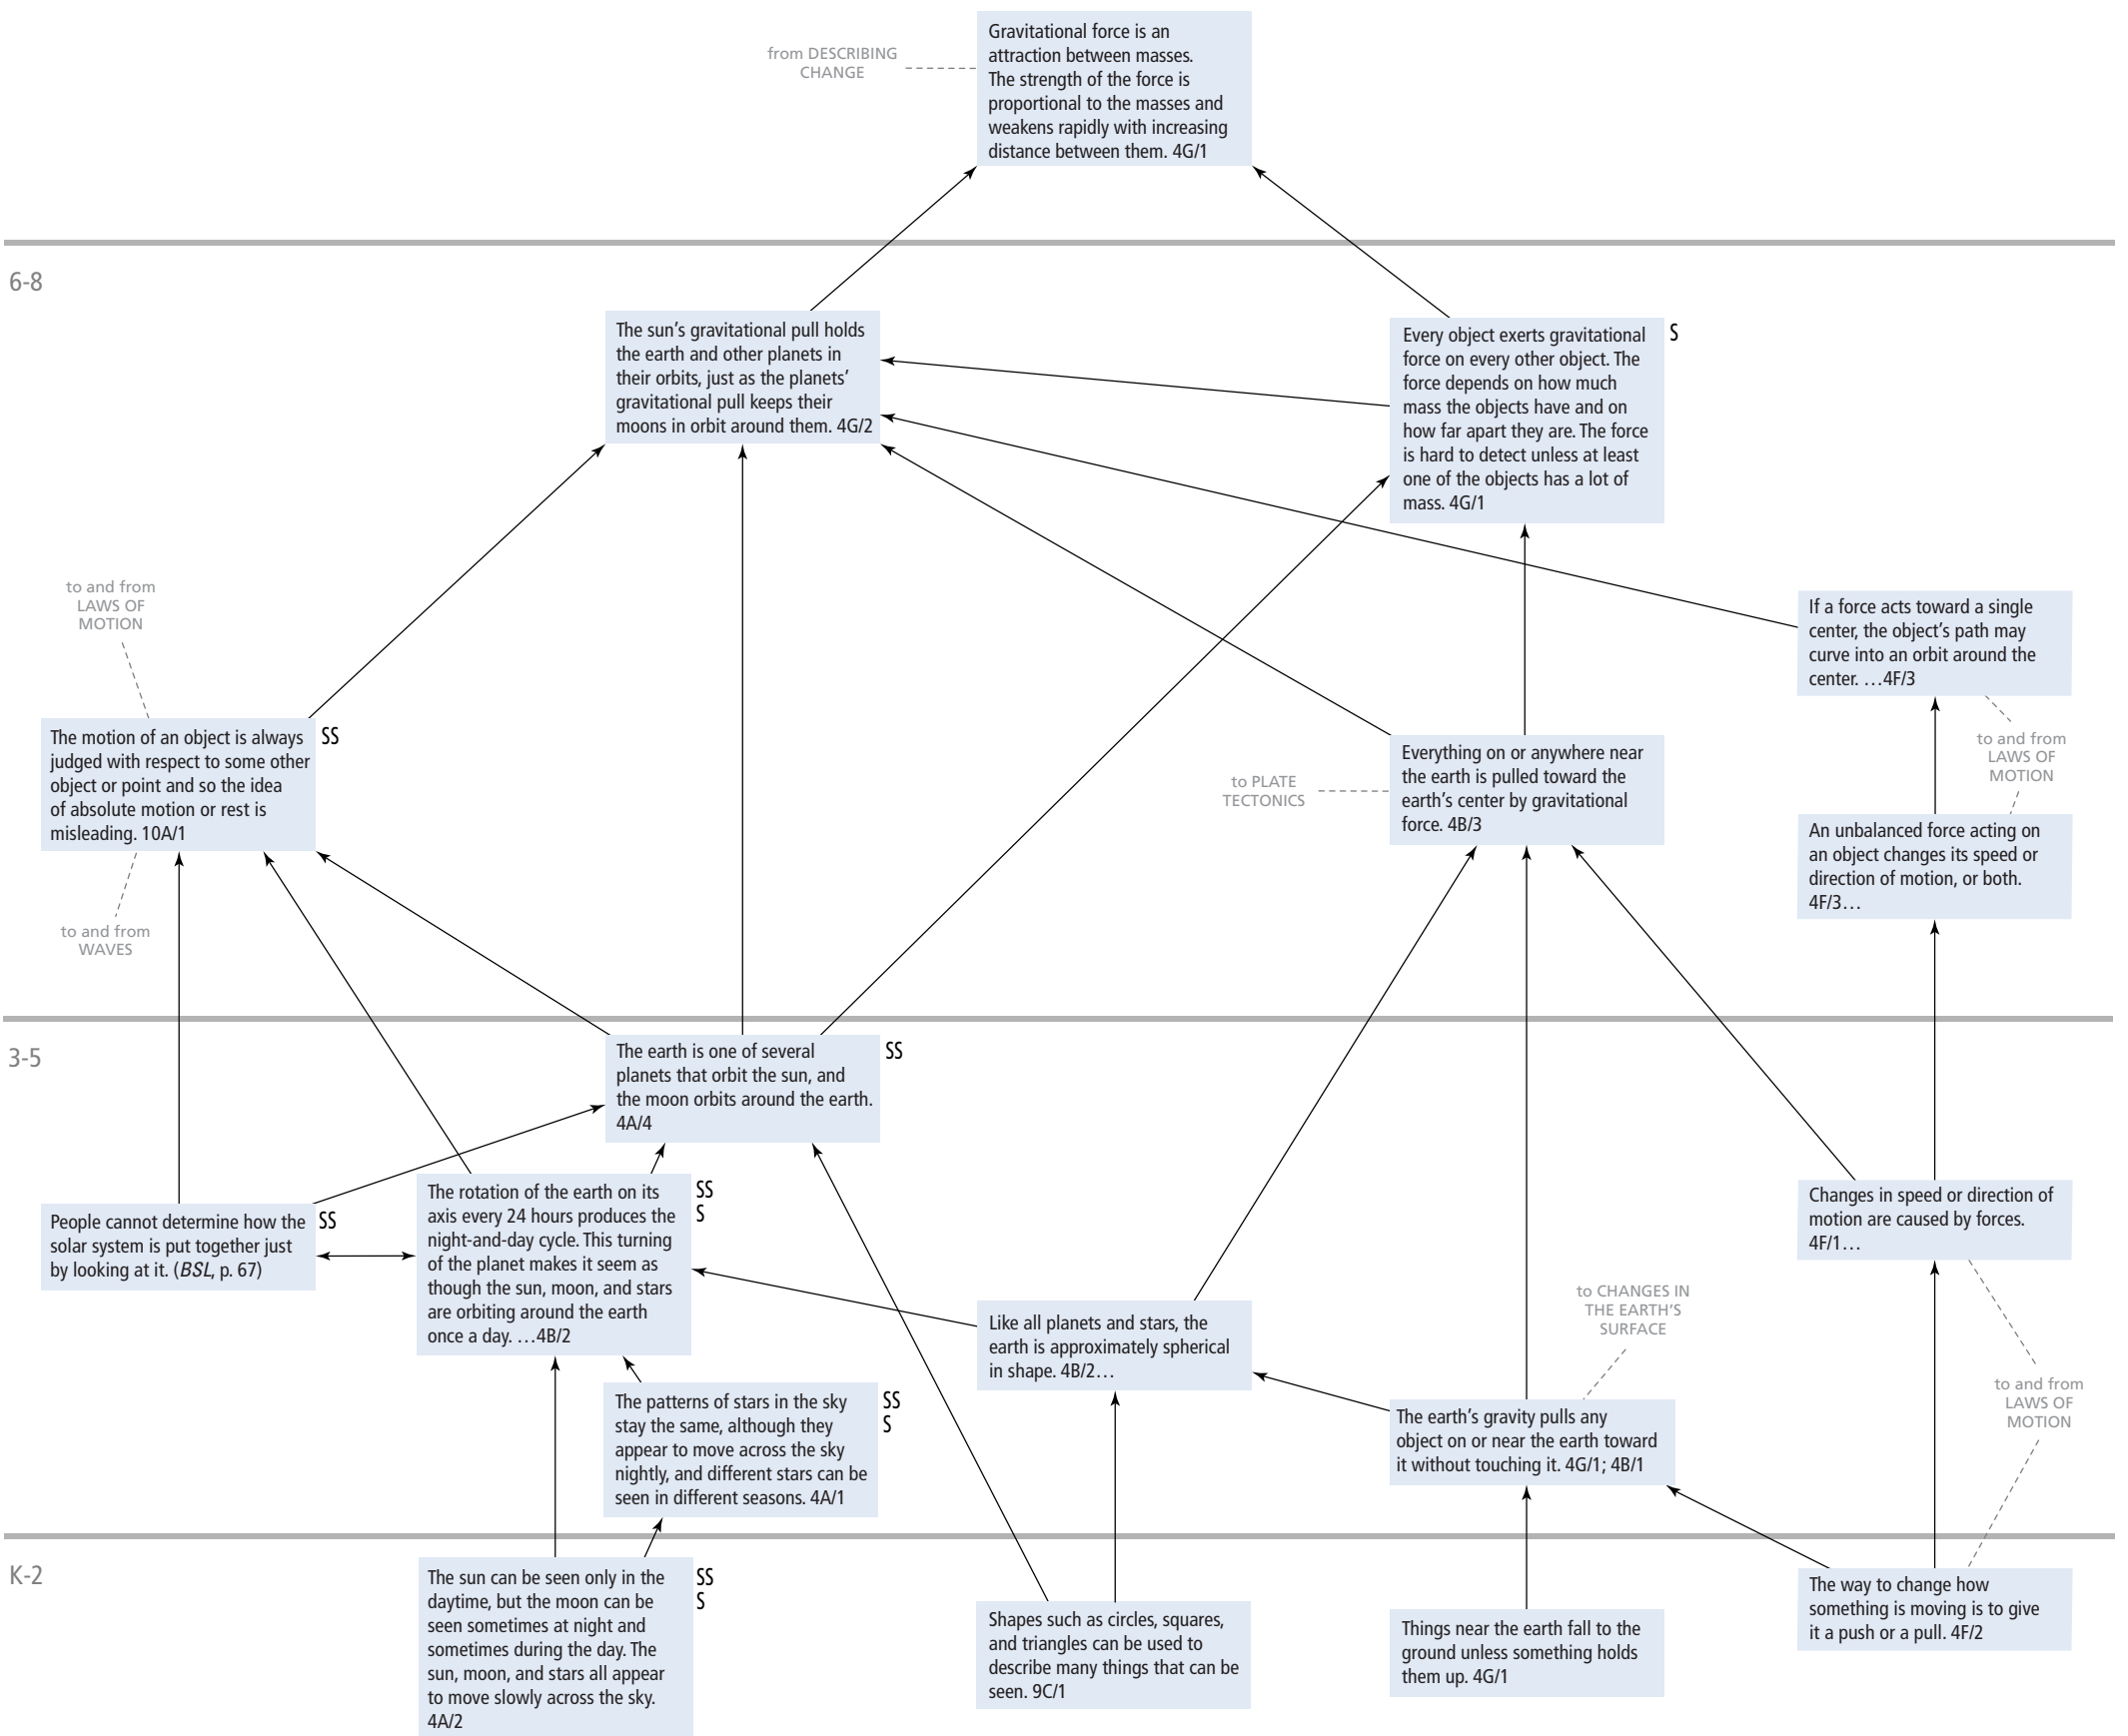 Gravitational force is an
attraction between masses.
The strength of the force is
proportional to the masses and
weakens rapidly with increasing
distance between them. 4G/1
from DESCRIBING
CHANGE
6-8
The sun’s gravitational pull holds
the earth and other planets in
their orbits, just as the planets’
gravitational pull keeps their
moons in orbit around them. 4G/2
Every object exerts gravitational
force on every other object. The
force depends on how much
mass the objects have and on
how far apart they are. The force
is hard to detect unless at least
one of the objects has a lot of
mass. 4G/1
S
to and from
LAWS OF
MOTION
If a force acts toward a single
center, the object’s path may
curve into an orbit around the
center. …4F/3
The motion of an object is always
judged with respect to some other
object or point and so the idea
of absolute motion or rest is
misleading. 10A/1
SS
to PLATE
TECTONICS
Everything on or anywhere near
the earth is pulled toward the
earth’s center by gravitational
force. 4B/3
to and from
LAWS OF
MOTION
An unbalanced force acting on
an object changes its speed or
direction of motion, or both.
4F/3…
to and from
WAVES
3-5
The earth is one of several
planets that orbit the sun, and
the moon orbits around the earth.
4A/4
SS
People cannot determine how the
solar system is put together just
by looking at it. (BSL, p. 67)
SS
The rotation of the earth on its
axis every 24 hours produces the
night-and-day cycle. This turning
of the planet makes it seem as
though the sun, moon, and stars
are orbiting around the earth
once a day. …4B/2
SS
S
Changes in speed or direction of
motion are caused by forces.
4F/1…
Like all planets and stars, the
earth is approximately spherical
in shape. 4B/2…
to CHANGES IN
THE EARTH’S
SURFACE
The patterns of stars in the sky
stay the same, although they
appear to move across the sky
nightly, and different stars can be
seen in different seasons. 4A/1
SS
S
The earth’s gravity pulls any
object on or near the earth toward
it without touching it. 4G/1; 4B/1
to and from
LAWS OF
MOTION
K-2
The sun can be seen only in the
daytime, but the moon can be
seen sometimes at night and
sometimes during the day. The
sun, moon, and stars all appear
to move slowly across the sky.
4A/2
SS
S
Shapes such as circles, squares,
and triangles can be used to
describe many things that can be
seen. 9C/1
Things near the earth fall to the
ground unless something holds
them up. 4G/1
The way to change how
something is moving is to give
it a push or a pull. 4F/2